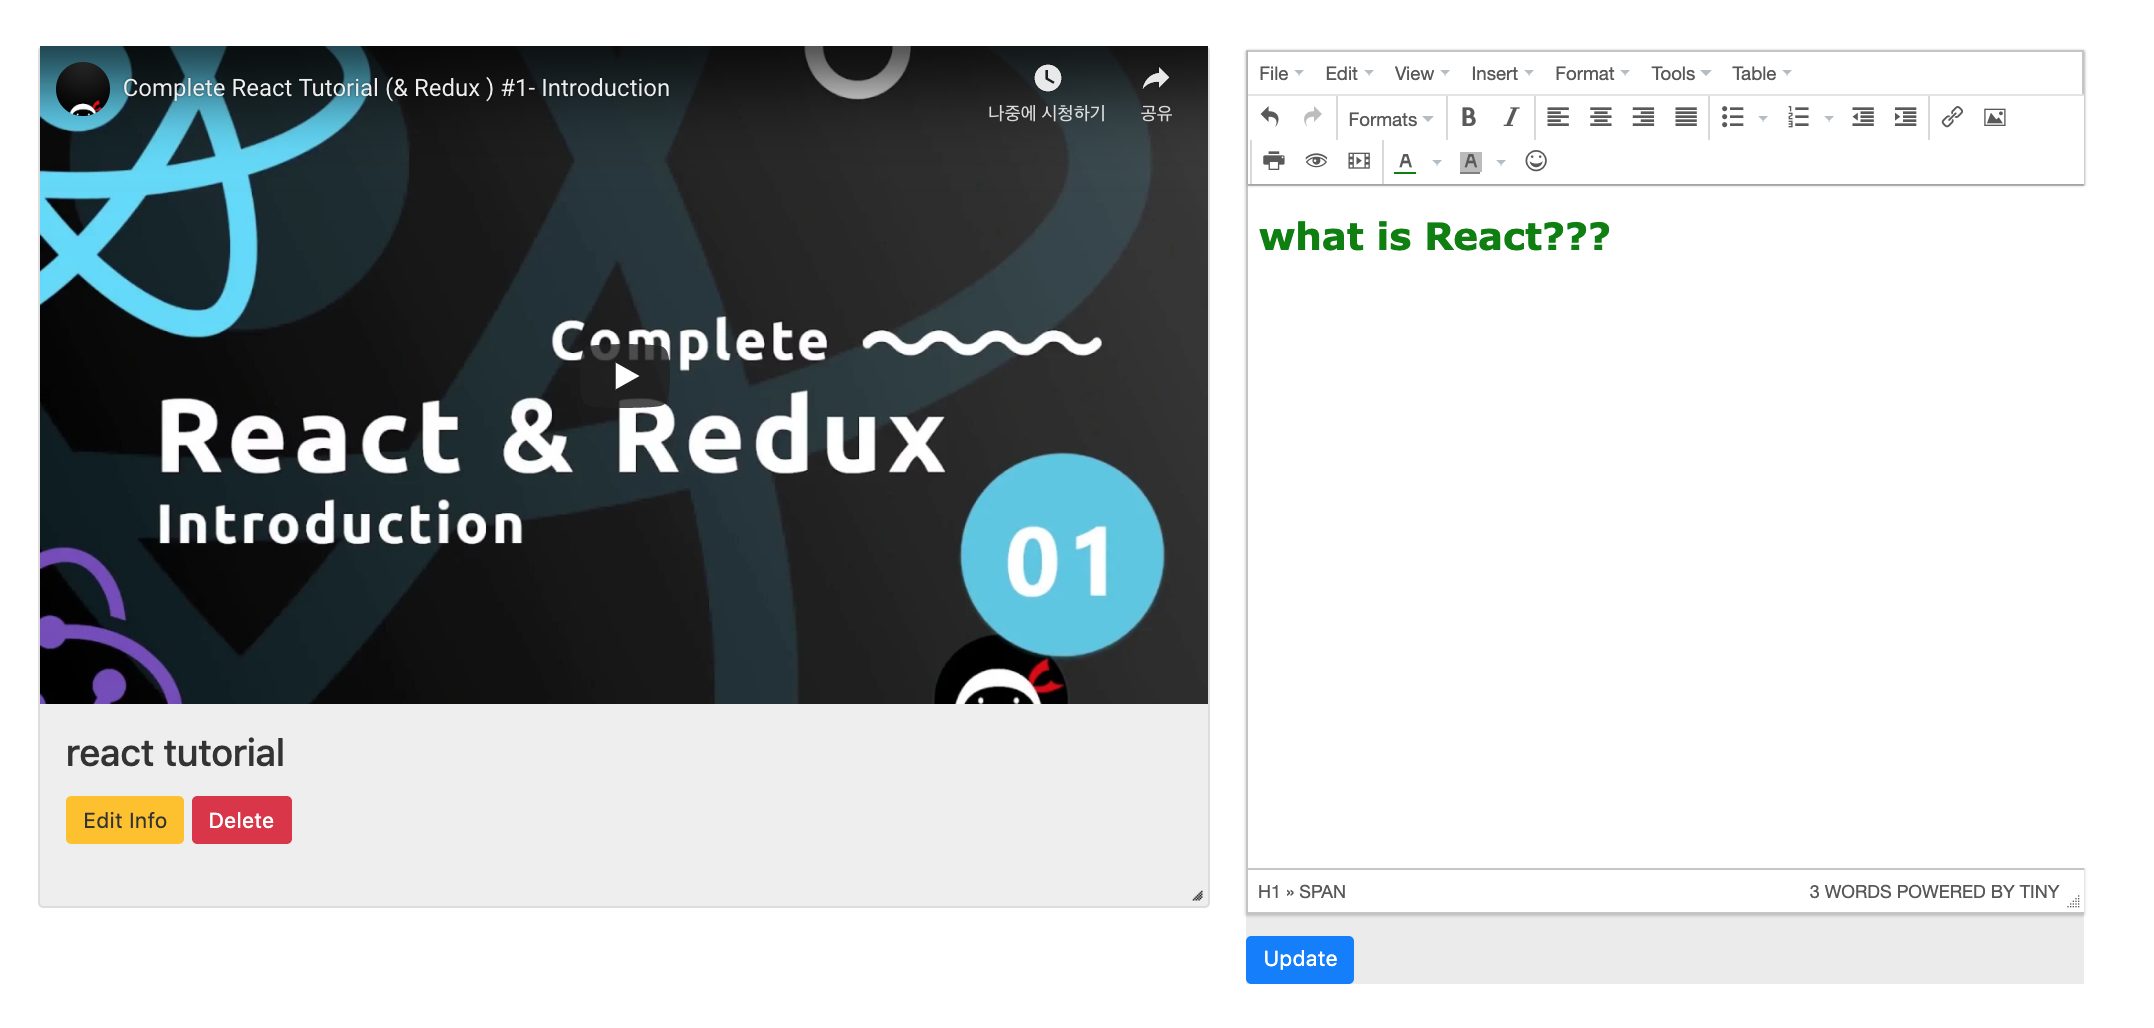 Complete React Tutorial (& Redux ) #1- Introduction
나중에 시청하기
공유
Complete
React & Redux
Introduction
01
react tutorial
Edit Info
Delete
File Edit View Insert Format Tools Table
Formats B I
A A
what is React???
H1 » SPAN
3 WORDS POWERED BY TINY
Update